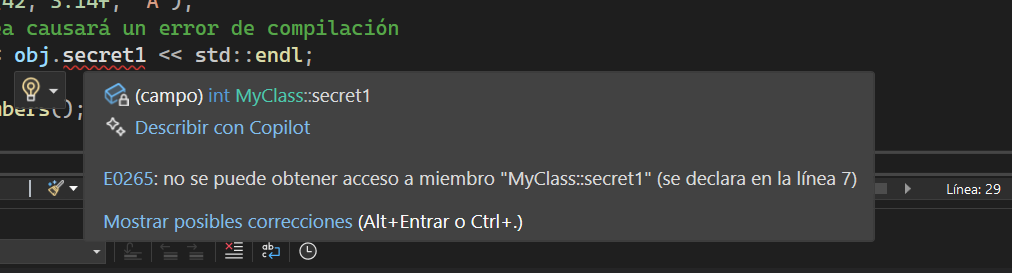 42, 3.14f, 'A');
ea causará un error de compilación
< obj.secret1 << std::endl;
(campo) int MyClass::secret1
mbers();
Describir con Copilot
E0265: no se puede obtener acceso a miembro "MyClass::secret1" (se declara en la línea 7)
Línea: 29
Mostrar posibles correcciones (Alt+Entrar o Ctrl+.)